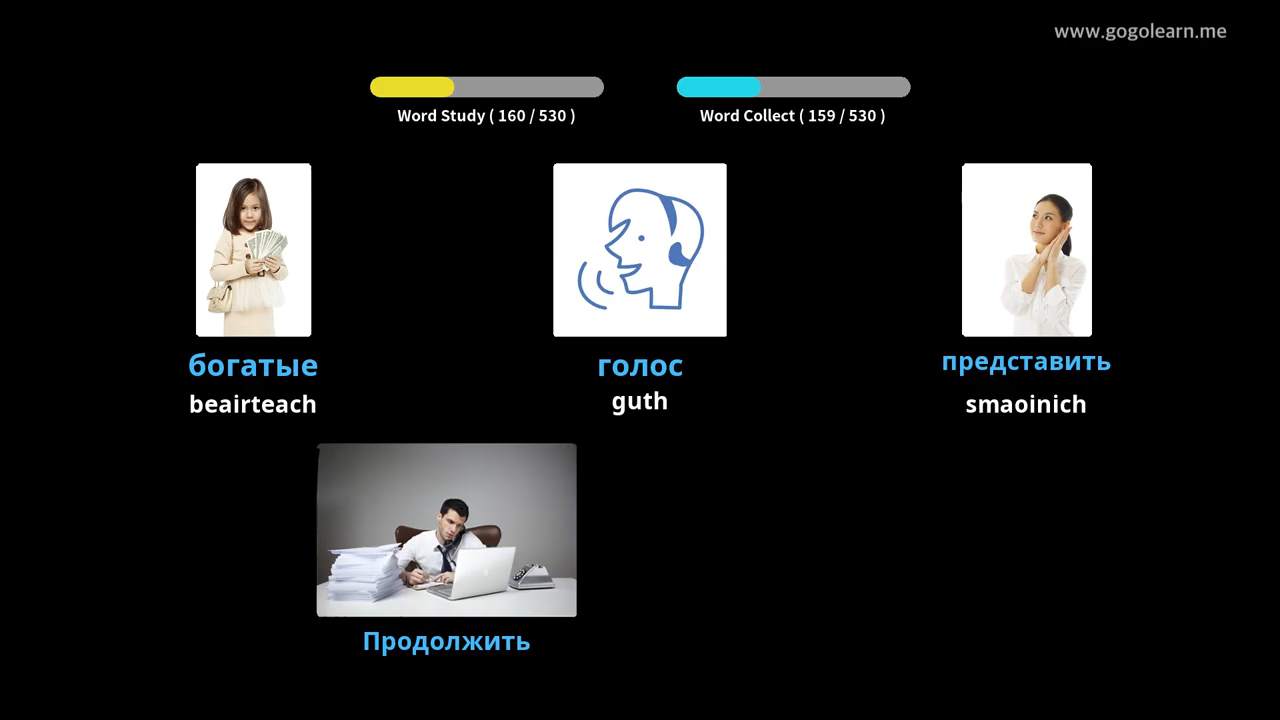 www.gogolearn.me
Word Study ( 160 / 530 )
Word Collect ( 159 / 530 )
богатые
beairteach
голос
guth
представить
smaoinich
Продолжить